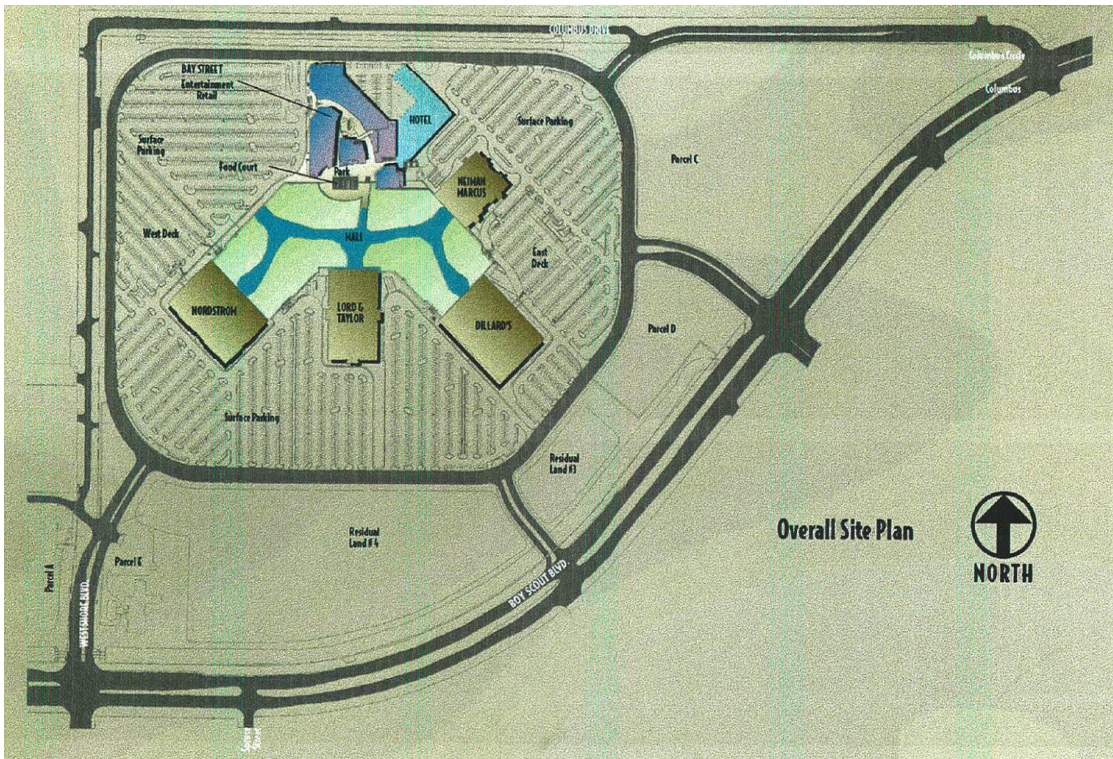 COLUMBUS DRIVE
Columbus Circle
Columbus
BAY STREET
Entertainment
Retail
HOTEL
Surface Parking
Surface
Parking
Food Court
Park
Parcel C
NEIMAN
MARCUS
West Deck
MALL
East
Deck
NORDSTROM
LORD &
TAYLOR
DILLARD'S
Parcel D
Surface Parking
Residual
Land #3
Overall Site Plan
NORTH
Residual
Land # 4
Parcel E
Parcel A
WESTSHORE BLVD.
BOY SCOUT BLVD.
Street